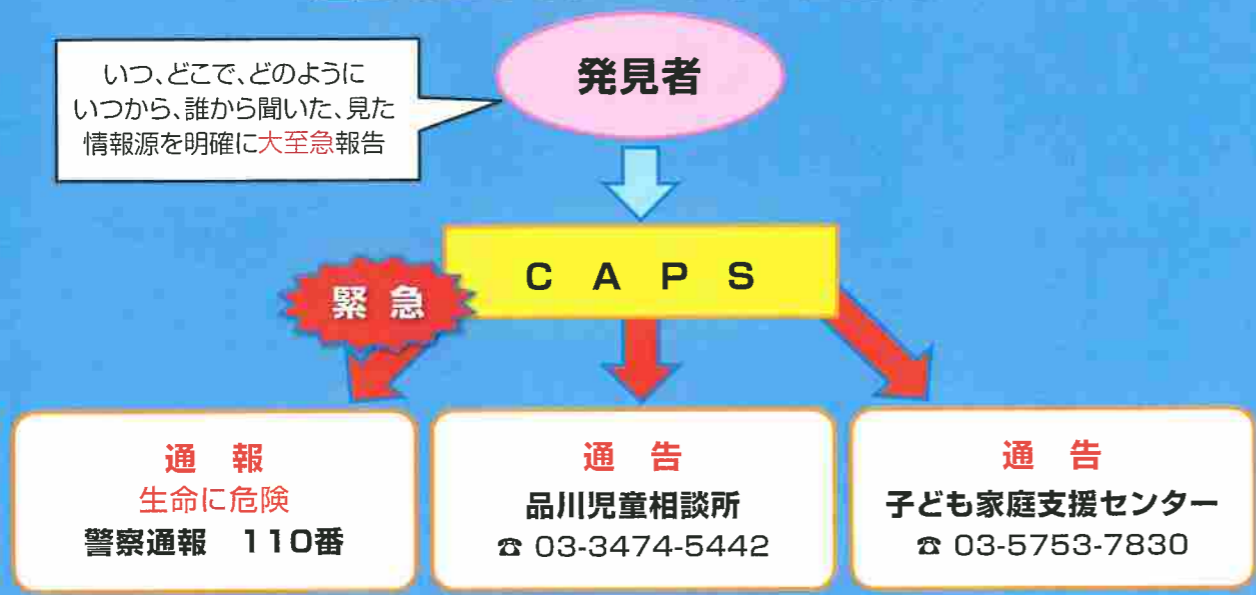 いつ、どこで、どのように
いつから、誰から聞いた、見た
情報源を明確に大至急報告
発見者
CAPS
緊急
通報
生命に危険
警察通報 110番
通告
品川児童相談所
☎ 03-3474-5442
通告
子ども家庭支援センター
☎ 03-5753-7830